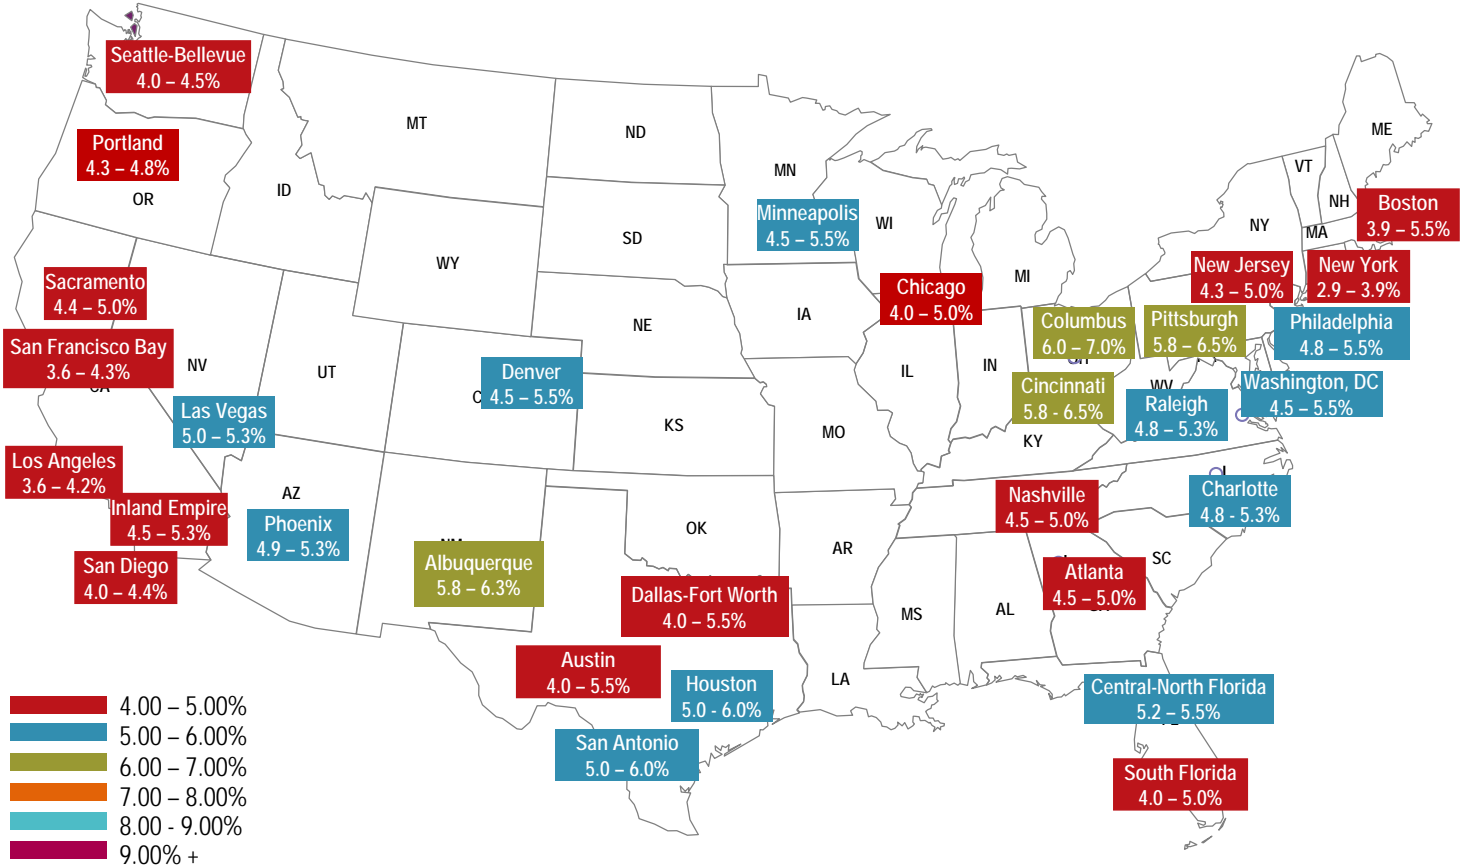 Seattle-Bellevue
4.0 – 4.5%
Portland
4.3 – 4.8%
OR
ID
MT
ND
MN
Minneapolis
4.5 – 5.5%
WI
SD
WY
MI
ME
VT
NH
NY
MA
Boston
3.9 – 5.5%
New Jersey
4.3 – 5.0%
New York
2.9 – 3.9%
Sacramento
4.4 – 5.0%
San Francisco Bay
3.6 – 4.3%
CA
NV
UT
Denver
4.5 – 5.5%
NE
IA
Chicago
4.0 – 5.0%
IL
IN
Columbus
6.0 – 7.0%
OH
Pittsburgh
5.8 – 6.5%
Philadelphia
4.8 – 5.5%
Cincinnati
5.8 - 6.5%
WV
Washington, DC
4.5 – 5.5%
Raleigh
4.8 – 5.3%
Las Vegas
5.0 – 5.3%
KS
MO
KY
Los Angeles
3.6 – 4.2%
Inland Empire
4.5 – 5.3%
San Diego
4.0 – 4.4%
AZ
Phoenix
4.9 – 5.3%
NM
Albuquerque
5.8 – 6.3%
OK
AR
Nashville
4.5 – 5.0%
Charlotte
4.8 - 5.3%
SC
Atlanta
4.5 – 5.0%
Dallas-Fort Worth
4.0 – 5.5%
MS
AL
LA
Austin
4.0 – 5.5%
Houston
5.0 - 6.0%
San Antonio
5.0 – 6.0%
Central-North Florida
5.2 – 5.5%
South Florida
4.0 – 5.0%
4.00 – 5.00%
5.00 – 6.00%
6.00 – 7.00%
7.00 – 8.00%
8.00 - 9.00%
9.00% +